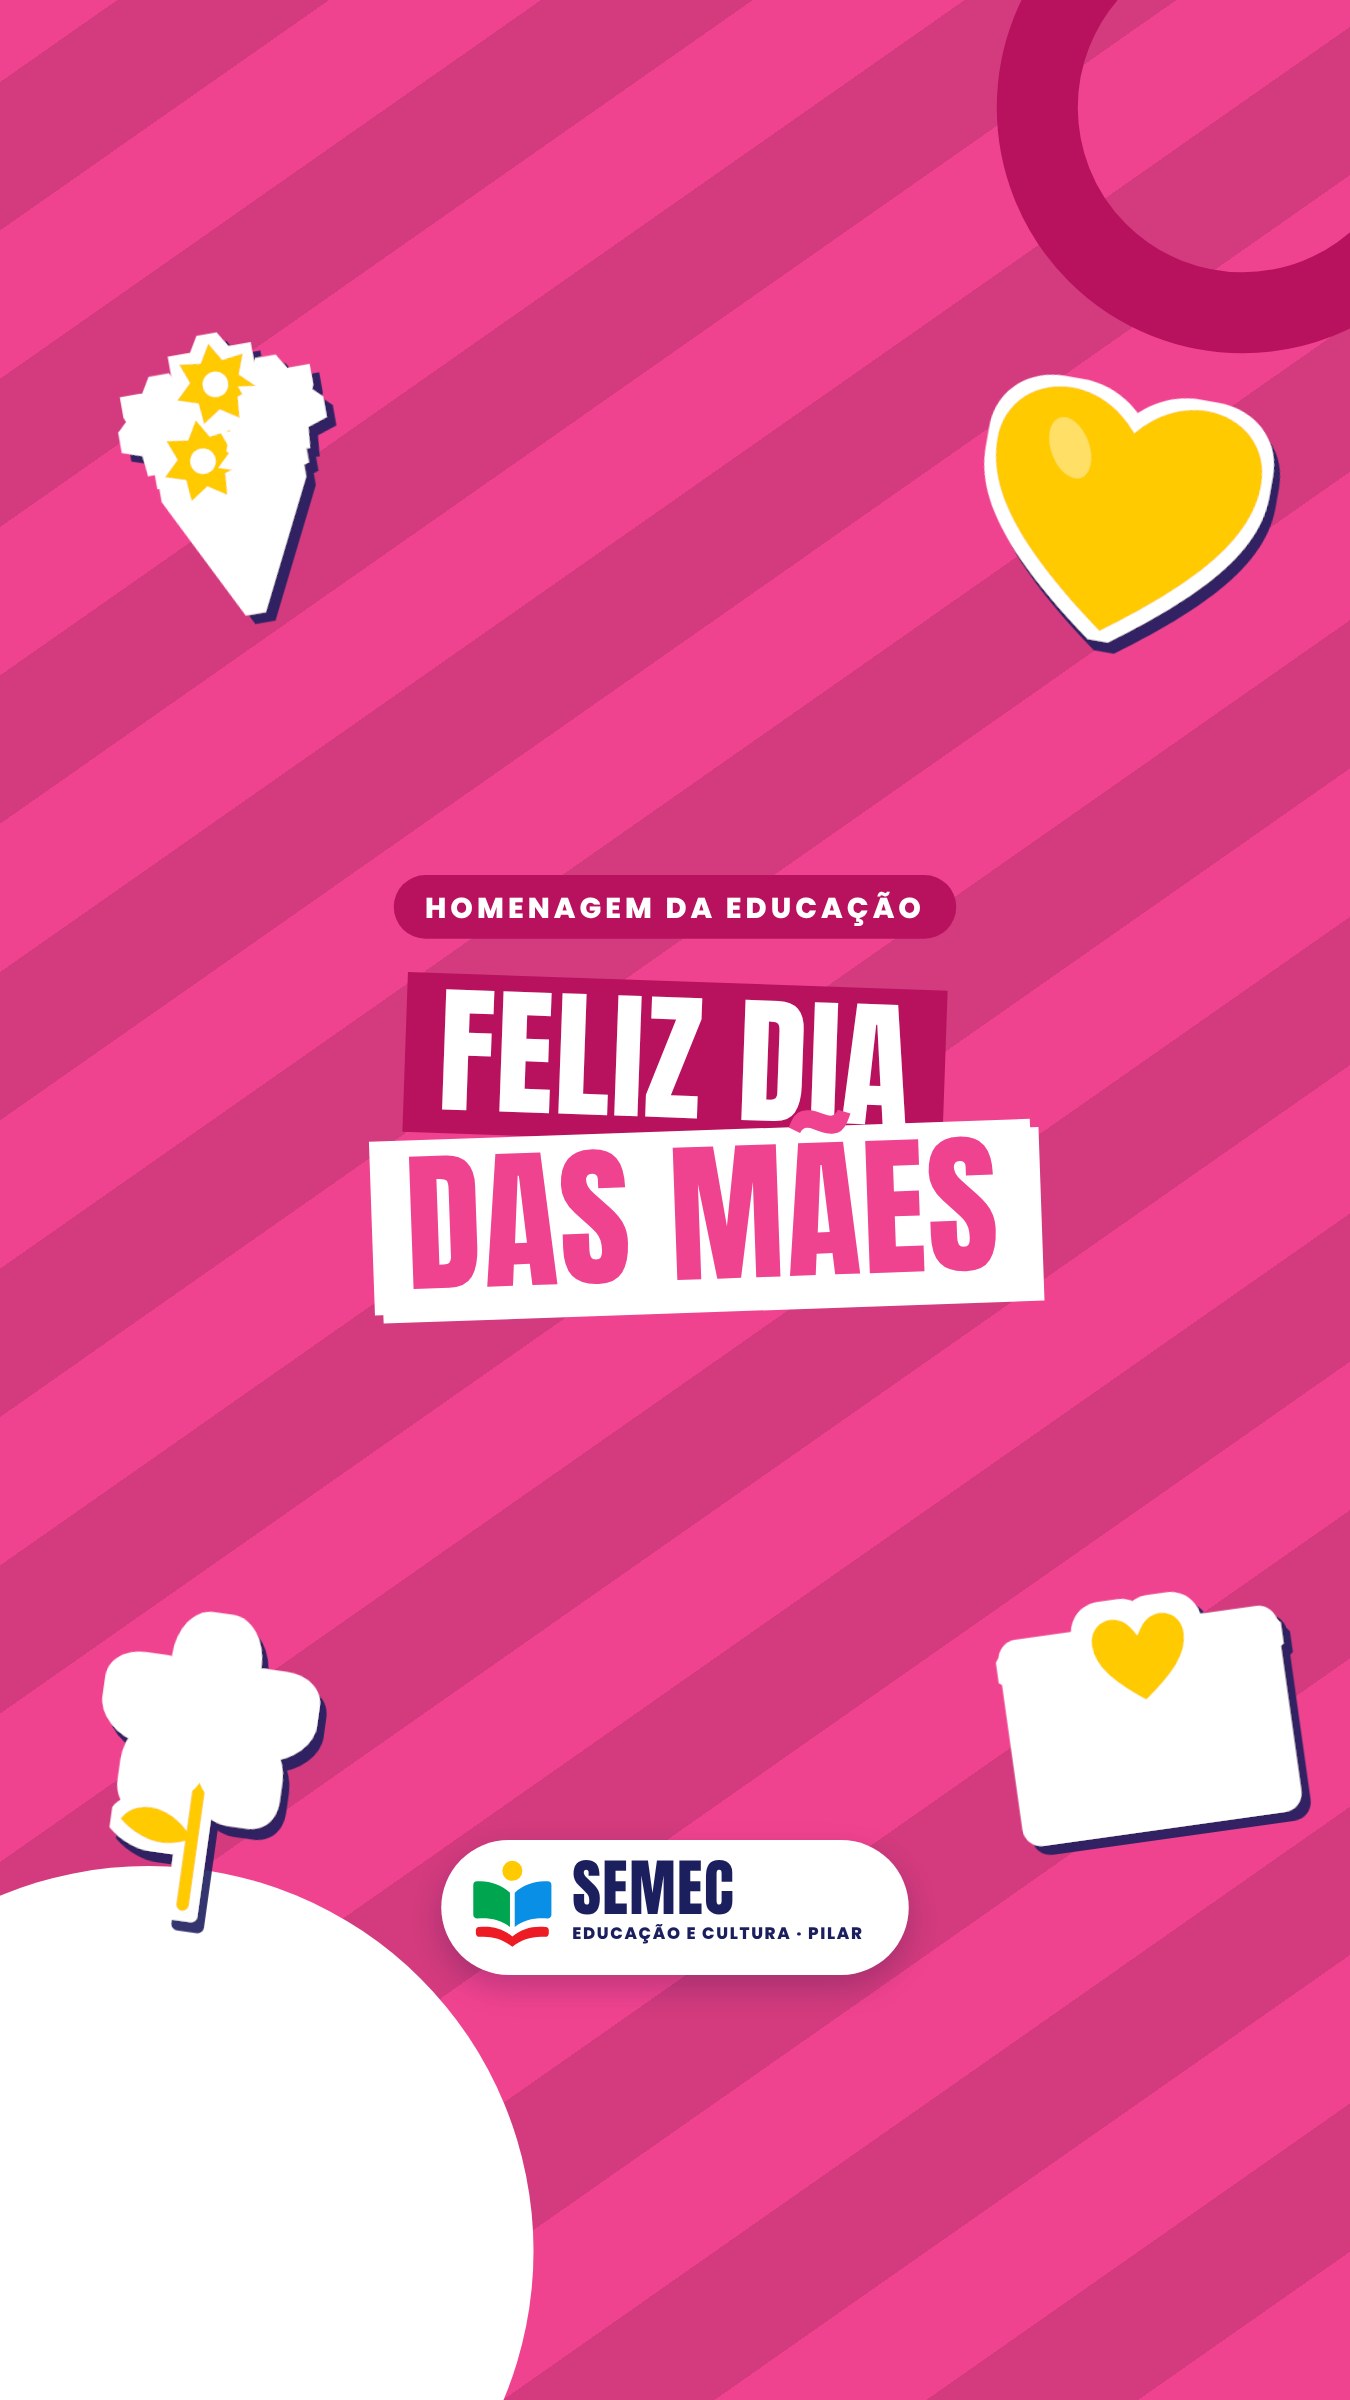 HOMENAGEM DA EDUCAÇÃO
FELIZ DIA
DAS MÃES
SEMEC
EDUCAÇÃO E CULTURA · PILAR